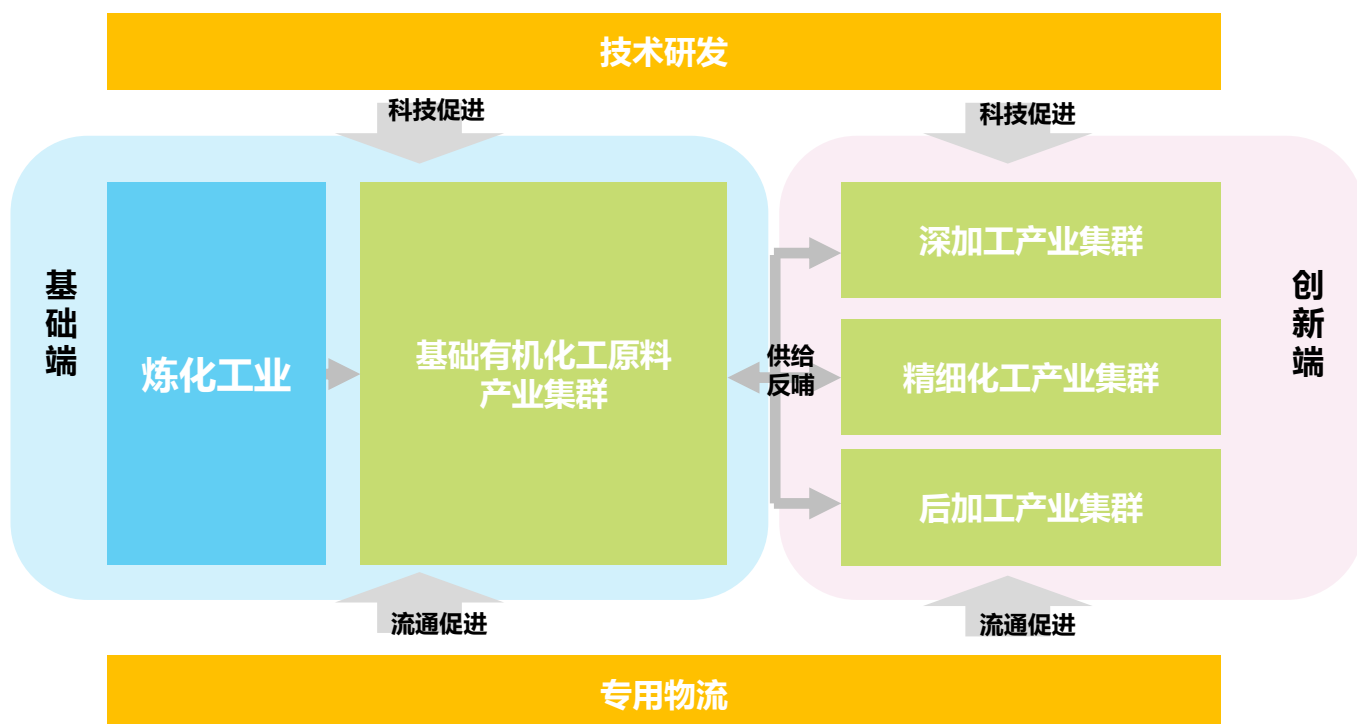 技术研发
科技促进
科技促进
基
础
端
炼化工业
基础有机化工原料
产业集群
供给
反哺
深加工产业集群
精细化工产业集群
后加工产业集群
创
新
端
流通促进
流通促进
专用物流